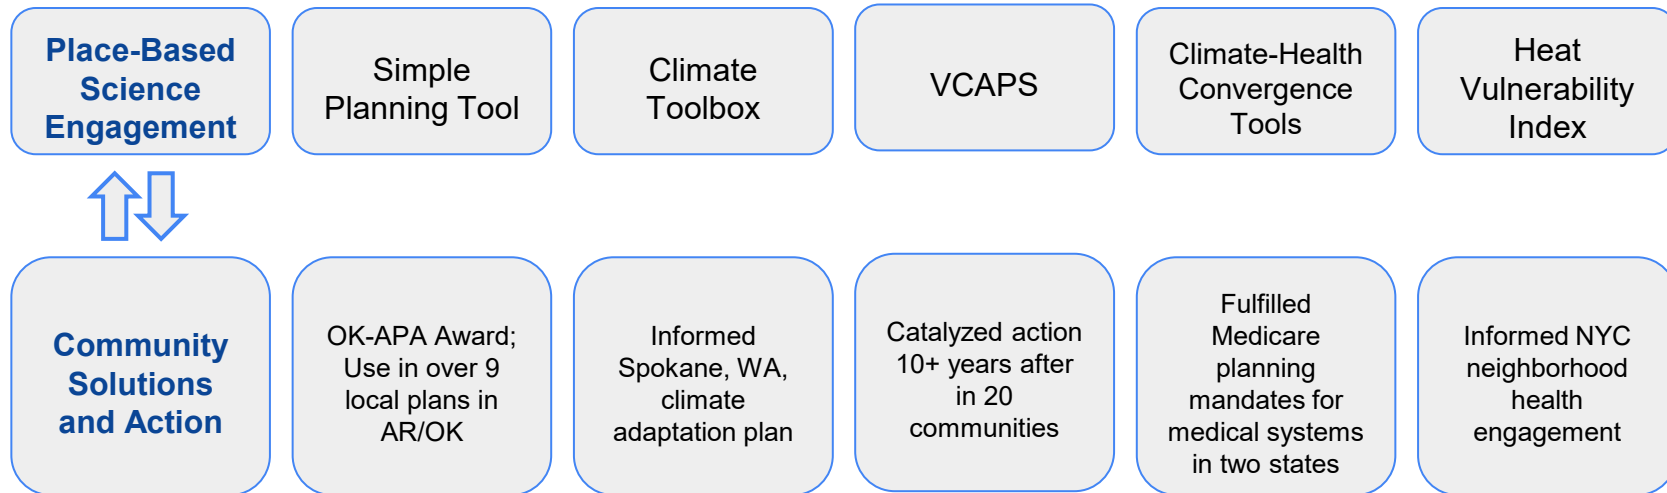 Place-Based
Science
Engagement
Simple
Planning Tool
Climate
Toolbox
VCAPS
Climate-Health
Convergence
Tools
Heat
Vulnerability
Index
Community
Solutions
and Action
OK-APA Award;
Use in over 9
local plans in
AR/OK
Informed
Spokane, WA,
climate
adaptation plan
Catalyzed action
10+ years after
in 20
communities
Fulfilled
Medicare
planning
mandates for
medical systems
in two states
Informed NYC
neighborhood
health
engagement